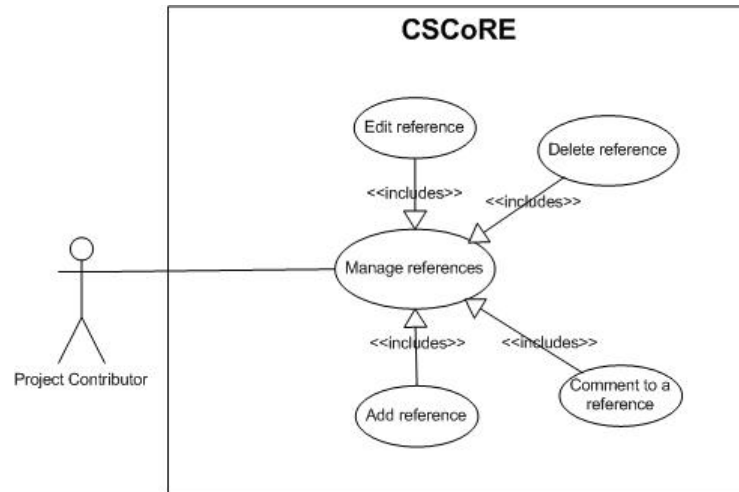 CSCoRE
Edit reference
Delete reference
<<includes>>
<<includes>>
Manage references
<<includes>>
<<includes>>
Project Contributor
Add reference
Comment to a
reference